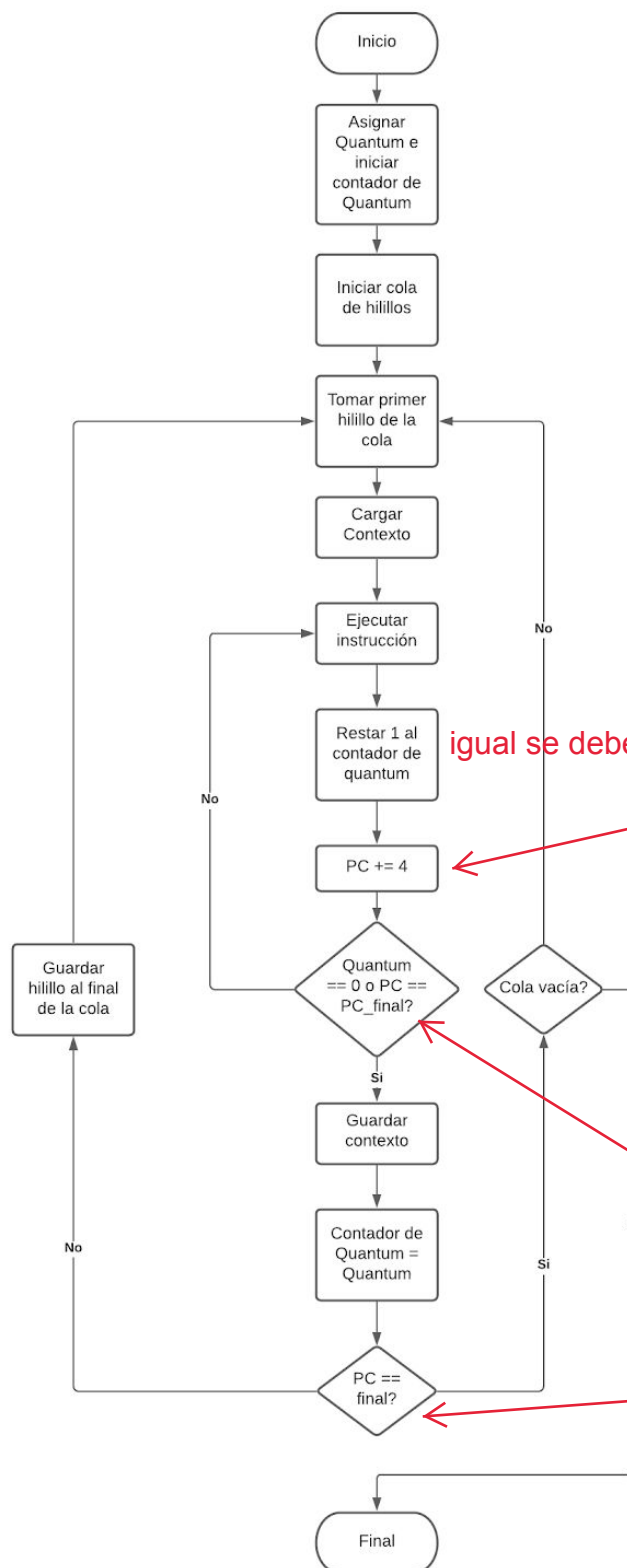 Inicio
Asignar
Quantum e
iniciar
contador de
Quantum
Iniciar cola
de hilillos
Tomar primer
hilillo de la
cola
Cargar
Contexto
Ejecutar
instrucción
No
Restar 1 al
contador de
quantum
igual se debe
No
PC += 4
Guardar
hilillo al final
de la cola
Quantum
== 0 o PC ==
PC_final?
Cola vacía?
Si
Guardar
contexto
Contador de
Quantum =
Quantum
No
Si
PC ==
final?
Final